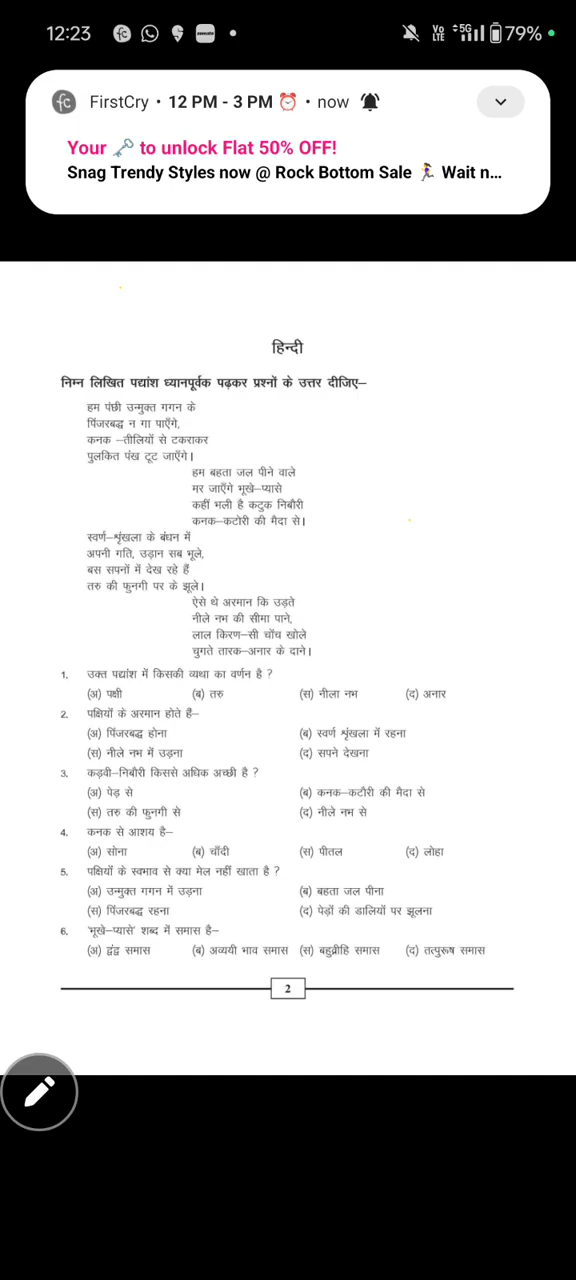 12:23
Vo LTE 5G 79%
FirstCry • 12 PM - 3 PM ⏰ • now
Your 🗝️ to unlock Flat 50% OFF!
Snag Trendy Styles now @ Rock Bottom Sale 🏃‍♀️ Wait n...
हिन्दी
निम्न लिखित पद्यांश ध्यानपूर्वक पढ़कर प्रश्नों के उत्तर दीजिए–
हम पंछी उन्मुक्त गगन के
पिंजरबद्ध न गा पाएँगे,
कनक –तीलियों से टकराकर
पुलकित पंख टूट जाएँगे।
हम बहता जल पीने वाले
मर जाएँगे भूखे–प्यासे
कहीं भली है कटुक निबौरी
कनक–कटोरी की मैदा से।
स्वर्ण–श्रृंखला के बंधन में
अपनी गति, उड़ान सब भूले,
बस सपनों में देख रहे हैं
तरु की फुनगी पर के झूले।
ऐसे थे अरमान कि उड़ते
नीले नभ की सीमा पाने,
लाल किरण–सी चोंच खोले
चुगते तारक–अनार के दाने।
1. उक्त पद्यांश में किसकी व्यथा का वर्णन है ?
(अ) पक्षी (ब) तरु (स) नीला नभ (द) अनार
2. पक्षियों के अरमान होते हैं–
(अ) पिंजरबद्ध होना (ब) स्वर्ण श्रृंखला में रहना
(स) नीले नभ में उड़ना (द) सपने देखना
3. कड़वी–निबौरी किससे अधिक अच्छी है ?
(अ) पेड़ से (ब) कनक–कटौरी की मैदा से
(स) तरु की फुनगी से (द) नीले नभ से
4. कनक से आशय है–
(अ) सोना (ब) चाँदी (स) पीतल (द) लोहा
5. पक्षियों के स्वभाव से क्या मेल नहीं खाता है ?
(अ) उन्मुक्त गगन में उड़ना (ब) बहता जल पीना
(स) पिंजरबद्ध रहना (द) पेड़ों की डालियों पर झूलना
6. 'भूखे–प्यासे' शब्द में समास है–
(अ) द्वंद्व समास (ब) अव्ययी भाव समास (स) बहुव्रीहि समास (द) तत्पुरूष समास
2